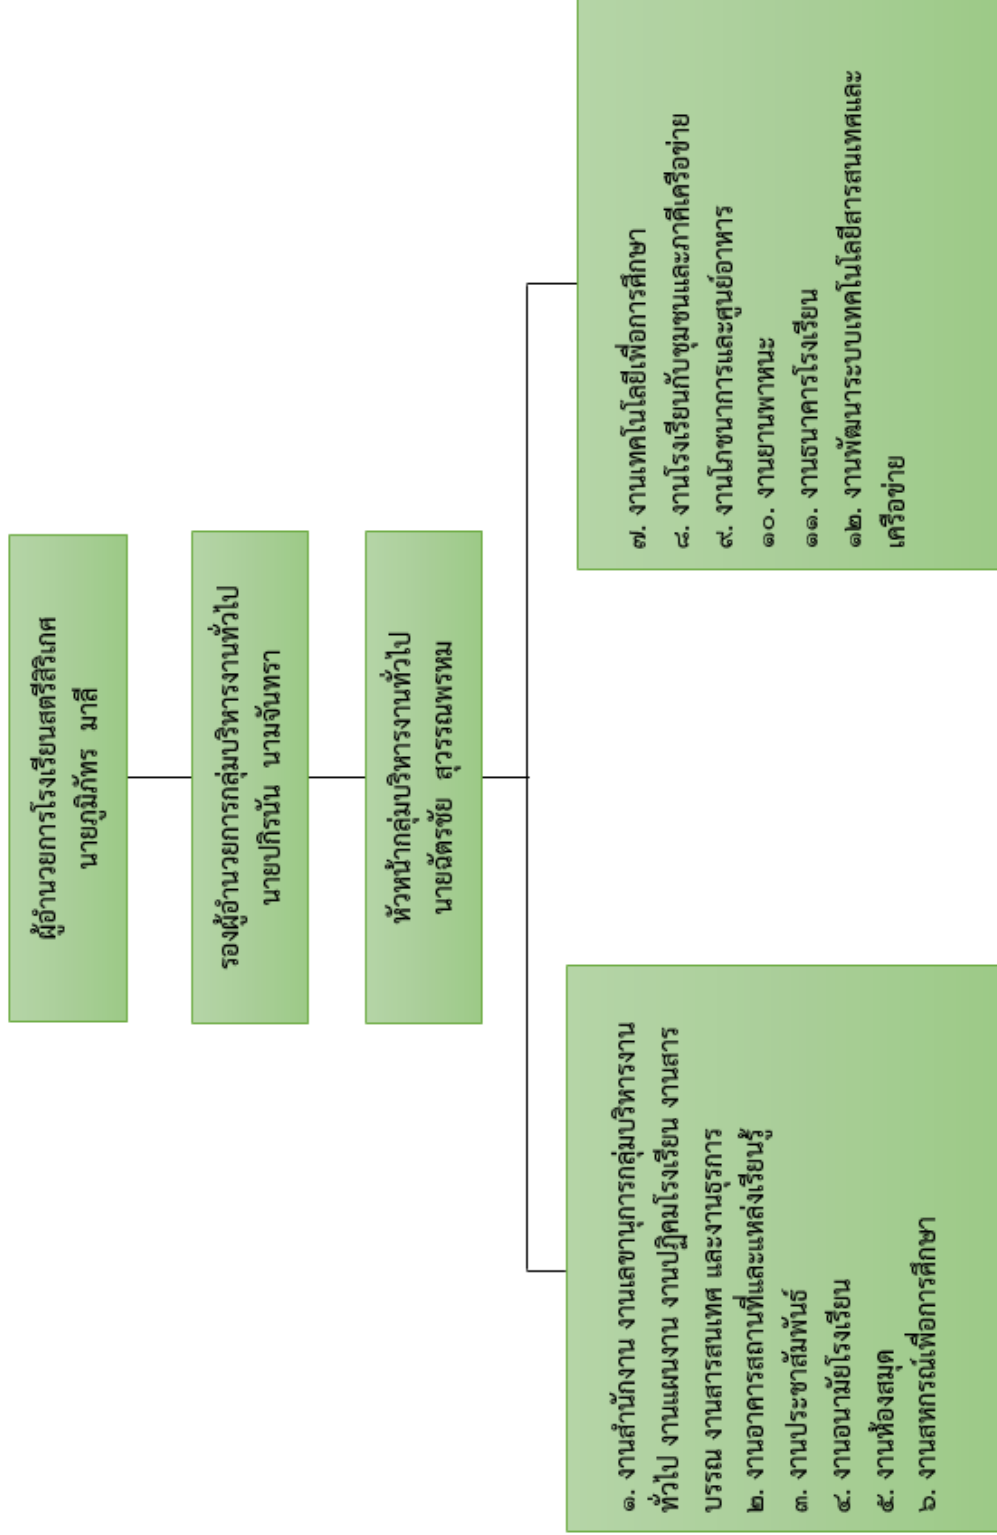 ผู้อำนวยการโรงเรียนสตรีสิริเกศ
นายภูมิภัทร มาลี
รองผู้อำนวยการกลุ่มบริหารงานทั่วไป
นายปกิรนัน นามจันทรา
หัวหน้ากลุ่มบริหารงานทั่วไป
นายฉัตรชัย สุวรรณพรหม
๑. งานสำนักงาน งานเลขานุการกลุ่มบริหารงาน
ทั่วไป งานแผนงาน งานปฏิคมโรงเรียน งานสาร
บรรณ งานสารสนเทศ และงานธุรการ
๒. งานอาคารสถานที่และแหล่งเรียนรู้
๓. งานประชาสัมพันธ์
๔. งานอนามัยโรงเรียน
๕. งานห้องสมุด
๖. งานสหกรณ์เพื่อการศึกษา
๗. งานเทคโนโลยีเพื่อการศึกษา
๘. งานโรงเรียนกับชุมชนและภาคีเครือข่าย
๙. งานโภชนาการและศูนย์อาหาร
๑๐. งานยานพาหนะ
๑๑. งานธนาคารโรงเรียน
๑๒. งานพัฒนาระบบเทคโนโลยีสารสนเทศและ
เครือข่าย